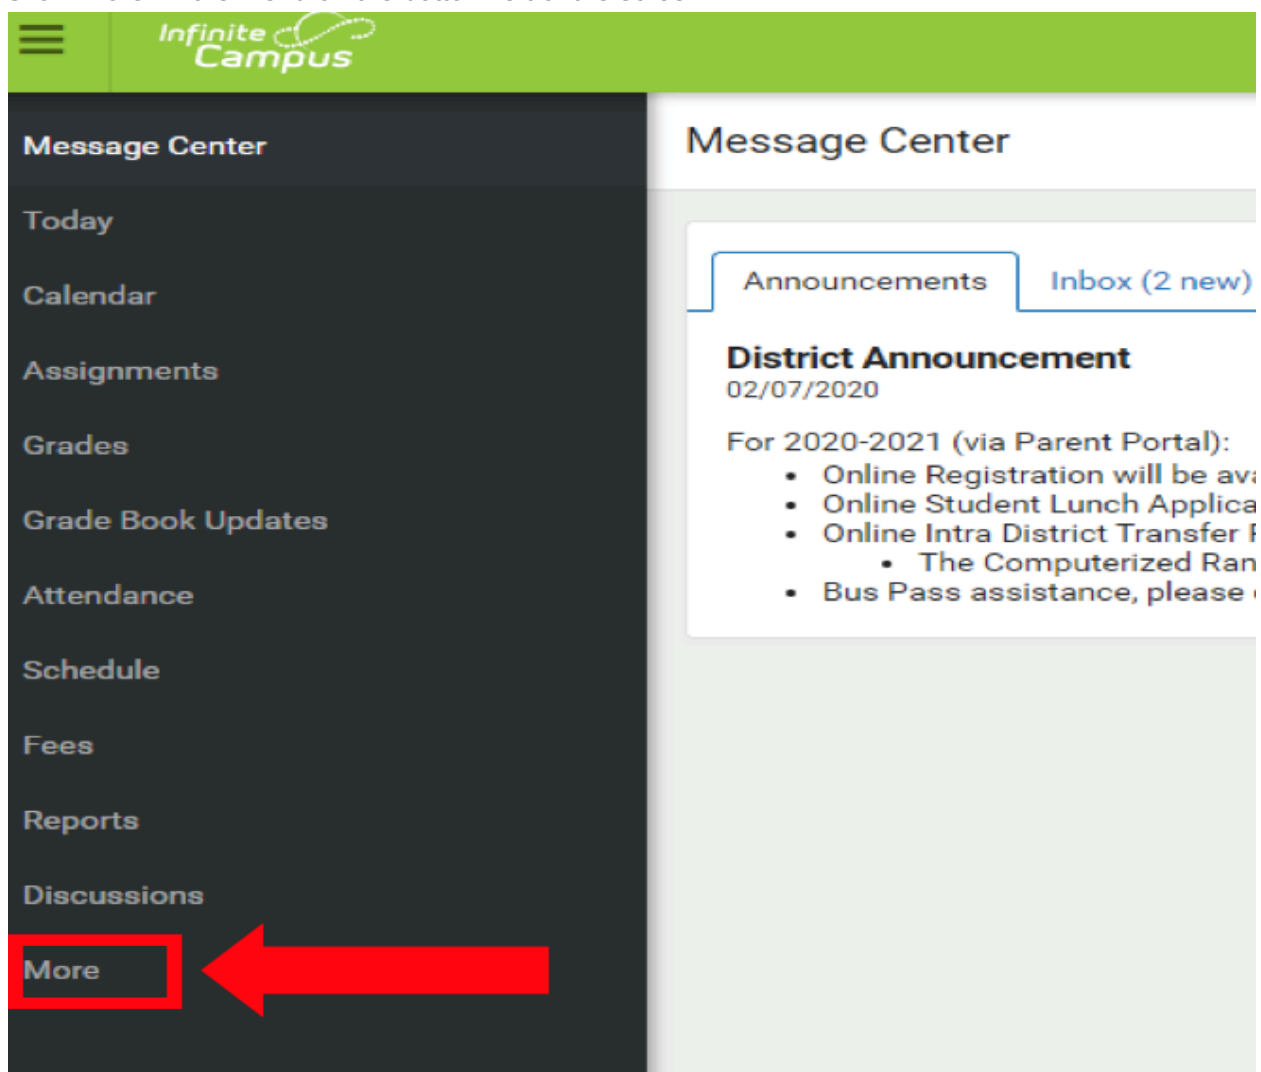 Infinite
Campus
Message Center
Today
Calendar
Assignments
Grades
Grade Book Updates
Attendance
Schedule
Fees
Reports
Discussions
More
Message Center
Announcements
Inbox (2 new)
District Announcement
02/07/2020
For 2020-2021 (via Parent Portal):
• Online Registration will be
• Online Student Lunch
• Online Intra District Transfer
• The Computerized
• Bus Pass assistance, please